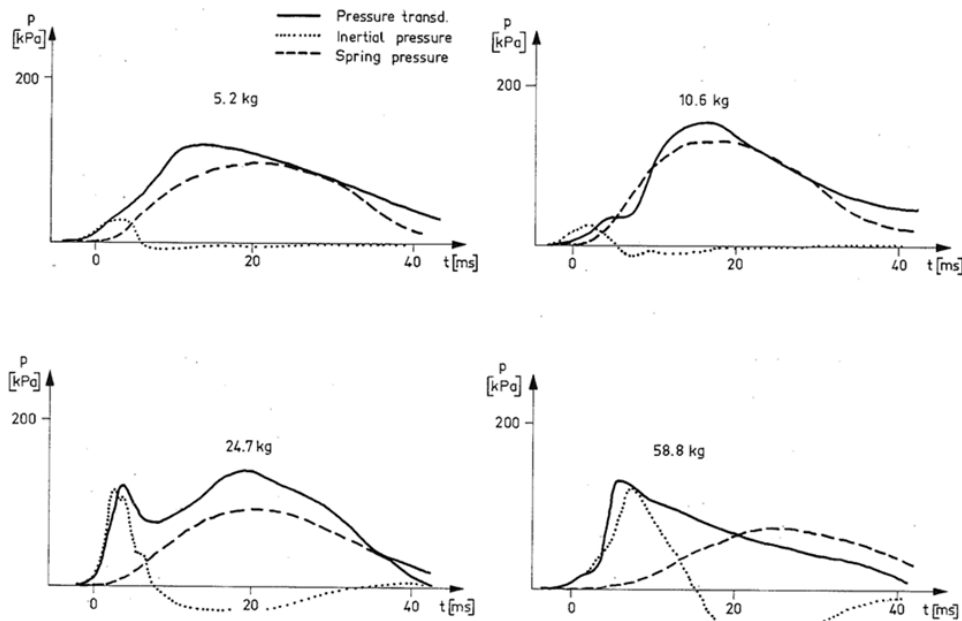 P
[kPa]
Pressure transd.
Inertial pressure
Spring pressure
200
5.2 kg
0
20
40
t [ms]
P
[kPa]
200
10.6 kg
0
20
40
t [ms]
P
[kPa]
200
24.7 kg
0
20
40
t [ms]
P
[kPa]
200
58.8 kg
0
20
40
t [ms]